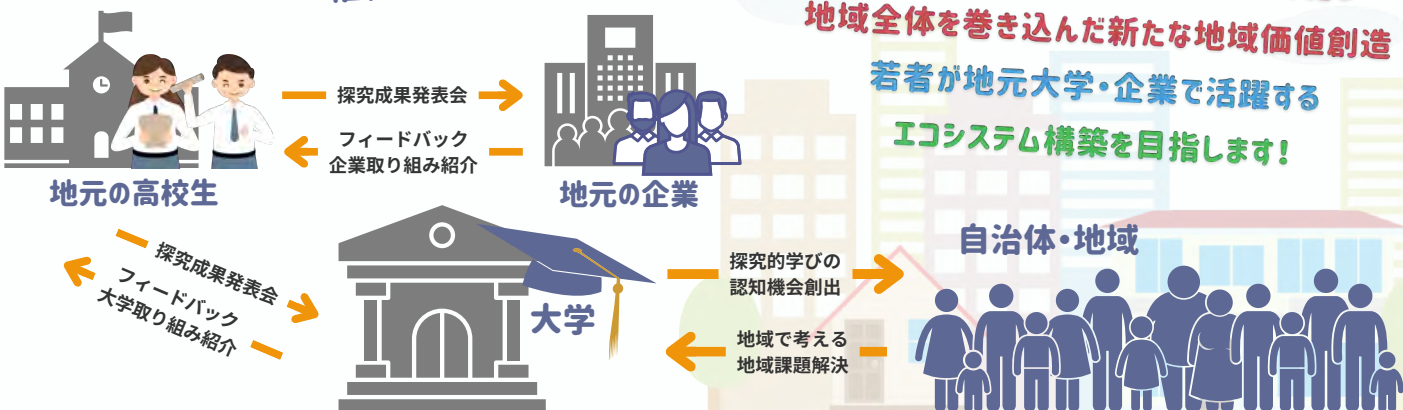 地域全体を巻き込んだ新たな地域価値創造
若者が地元大学・企業で活躍する
エコシステム構築を目指します!
探究成果発表会
フィードバック
企業取り組み紹介
地元の高校生
地元の企業
探究成果発表会
フィードバック
大学取り組み紹介
大学
探究的学びの
認知機会創出
地域で考える
地域課題解決
自治体・地域